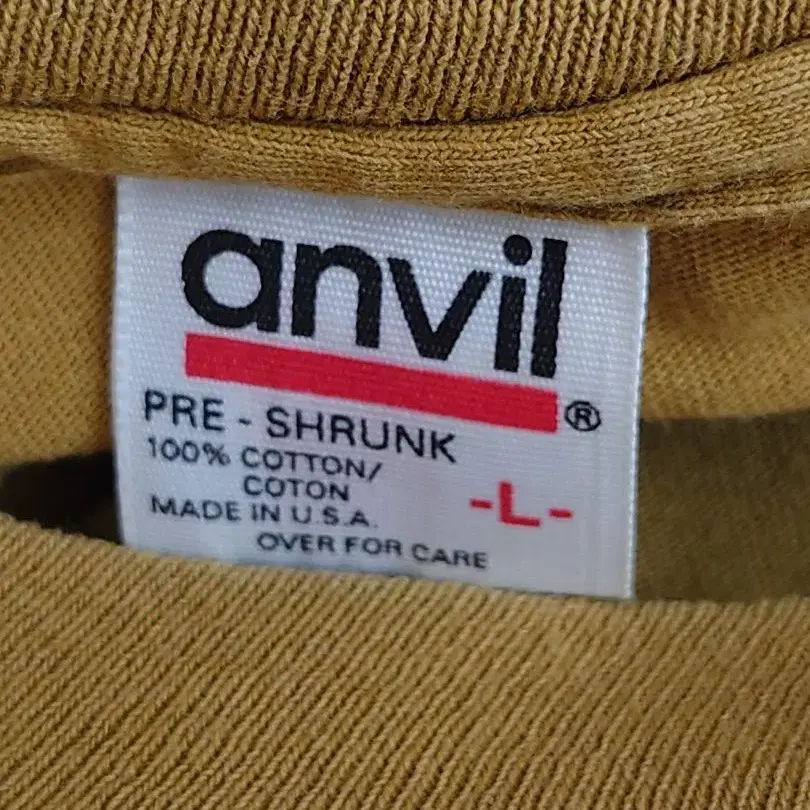 anvil®
PRE - SHRUNK
100% COTTON/
COTON
-L-
MADE IN U.S.A.
OVER FOR CARE